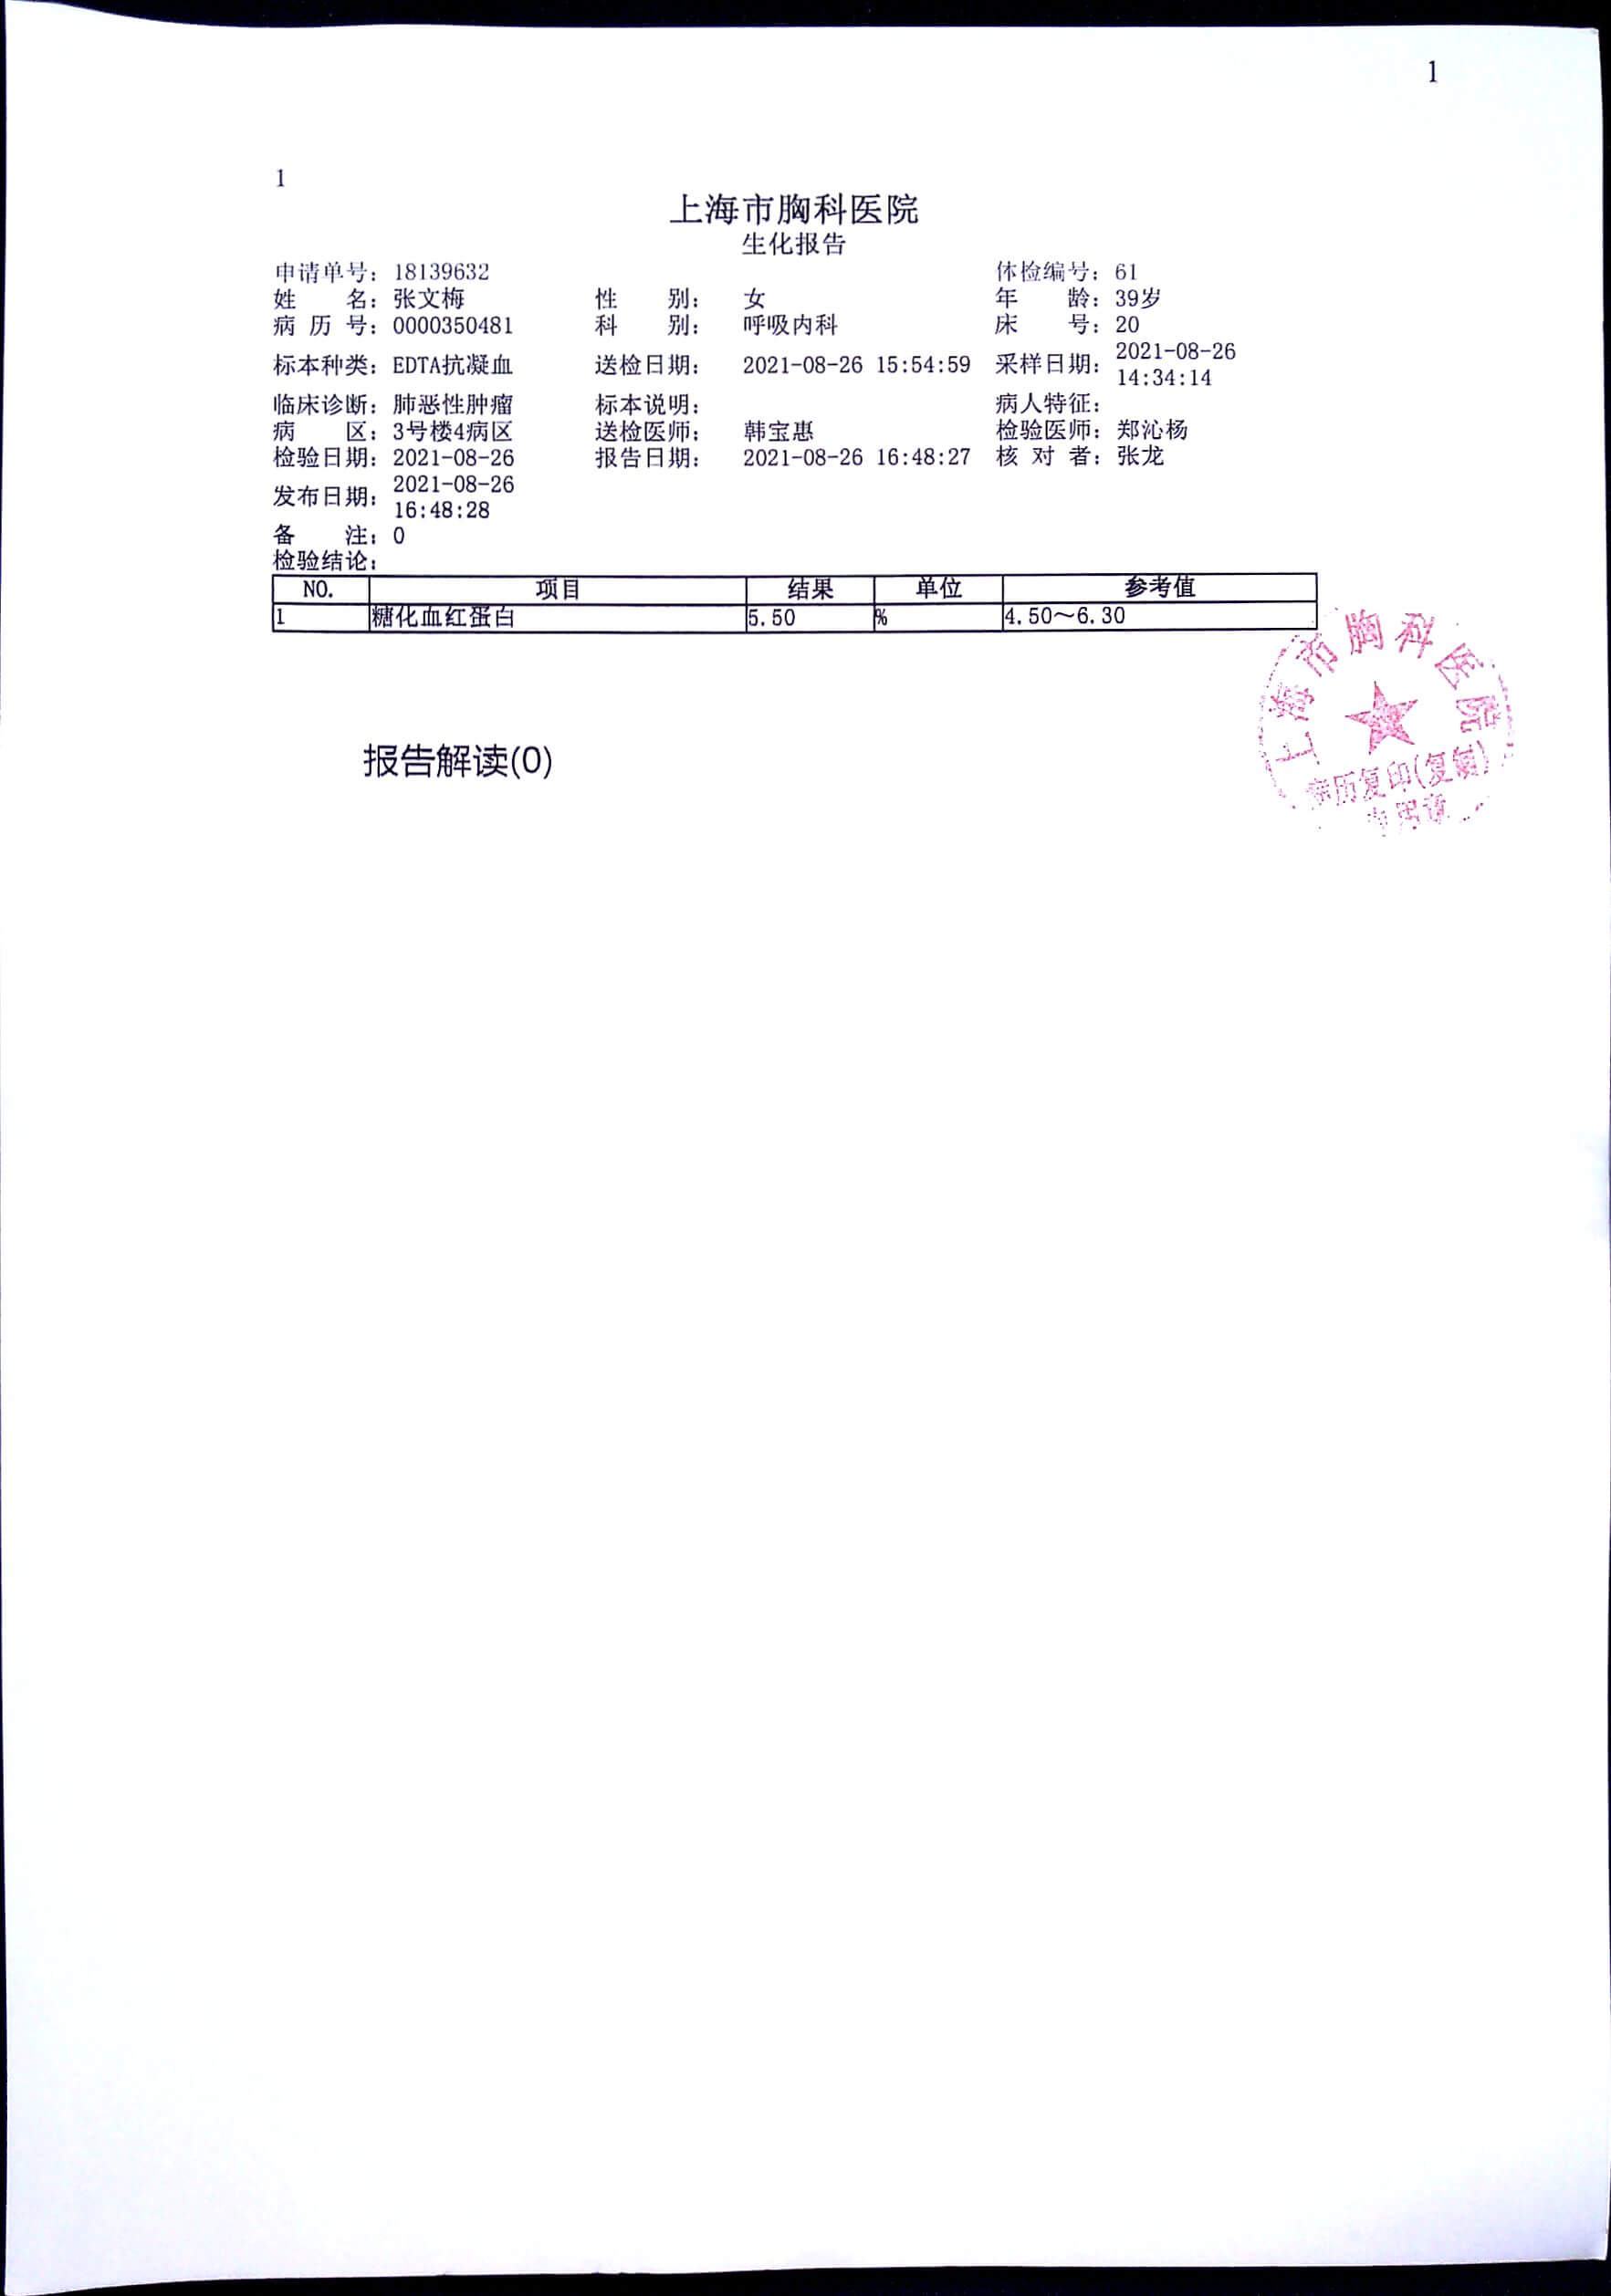 1
1
上海市胸科医院
生化报告
申请单号：18139632 体检编号：61
姓 名：张文梅 性 别： 女 年 龄：39岁
病 历 号：0000350481 科 别： 呼吸内科 床 号：20
标本种类：EDTA抗凝血 送检日期： 2021-08-26 15:54:59 采样日期：2021-08-26 14:34:14
临床诊断：肺恶性肿瘤 标本说明： 病人特征：
病 区：3号楼4病区 送检医师： 韩宝惠 检验医师：郑沁杨
检验日期：2021-08-26 报告日期： 2021-08-26 16:48:27 核 对 者：张龙
发布日期：2021-08-26 16:48:28
备 注：0
检验结论：
NO. 项目 结果 单位 参考值
1 糖化血红蛋白 5.50 % 4.50～6.30
上海市胸科医院
病历复印(复制)
专用章
报告解读(0)